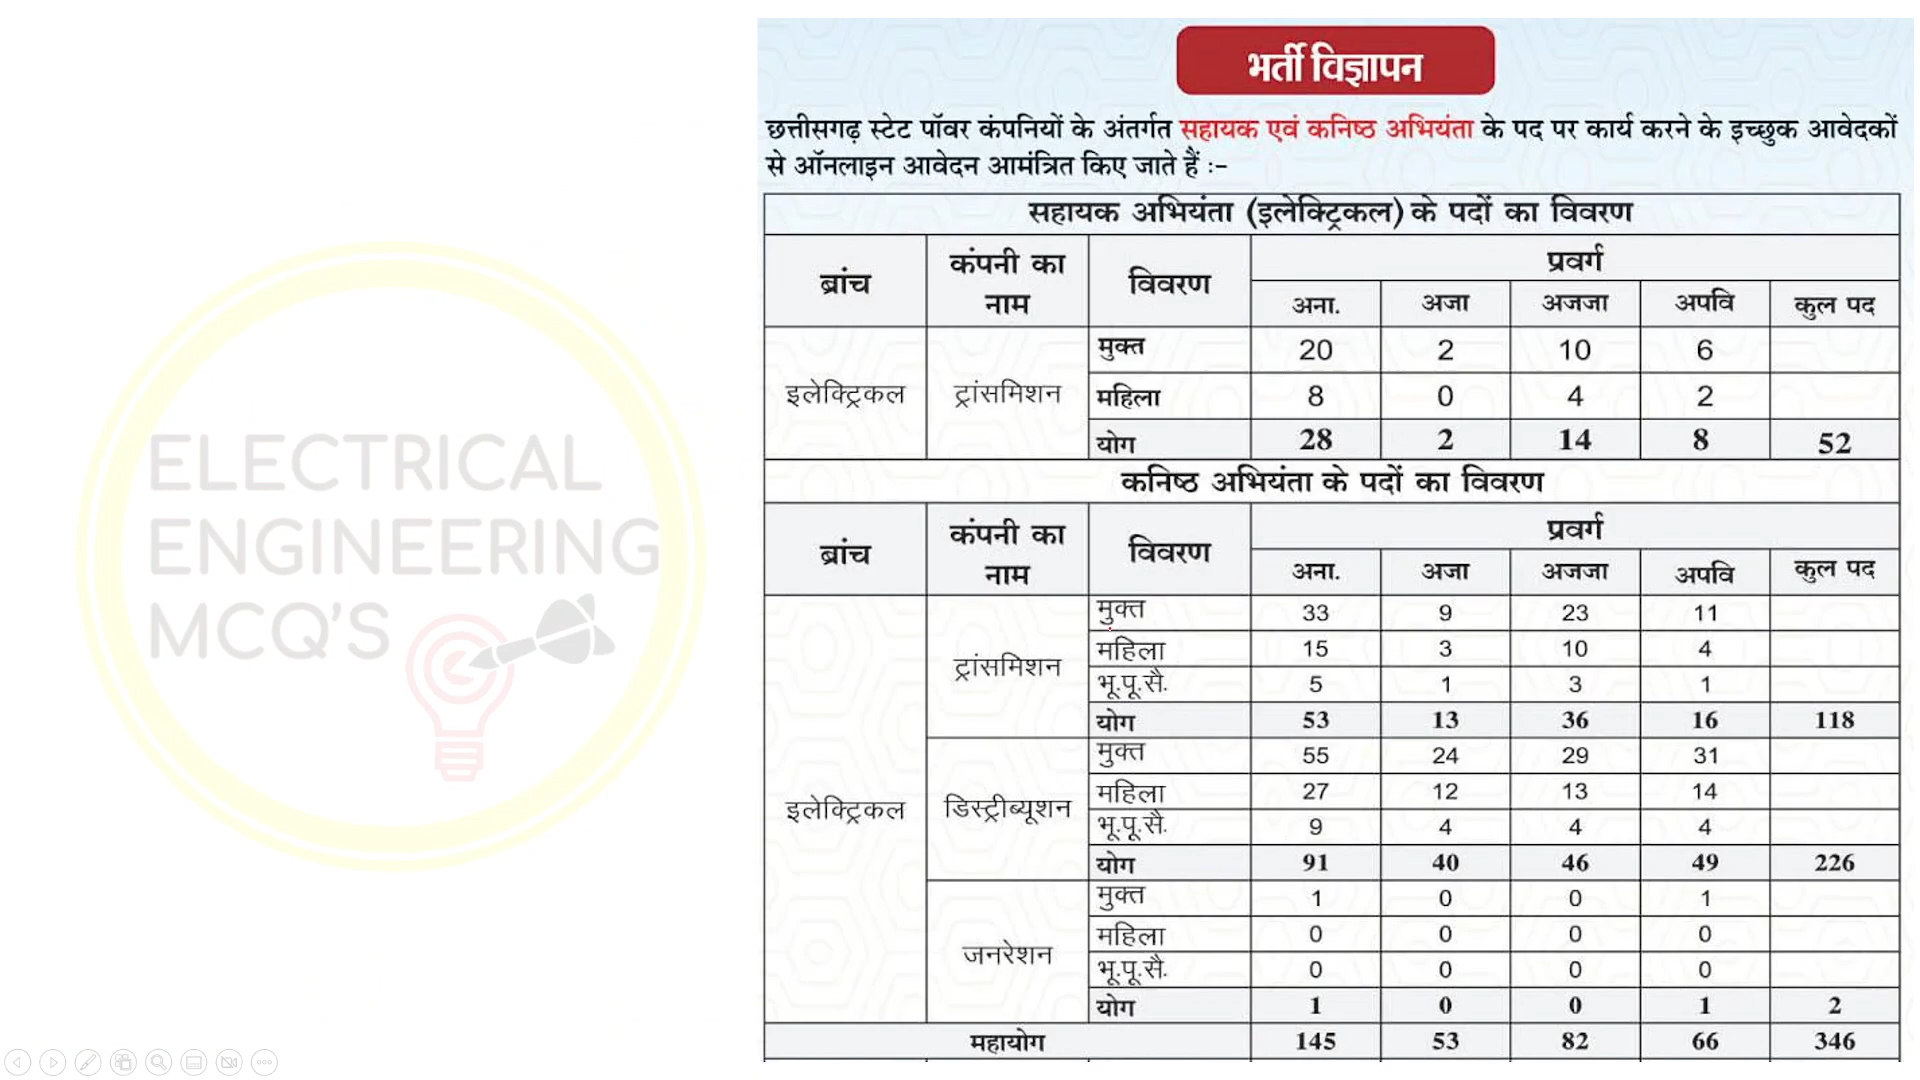 ELECTRICAL
ENGINEERING
MCQ'S
भर्ती विज्ञापन
छत्तीसगढ़ स्टेट पॉवर कंपनियों के अंतर्गत सहायक एवं कनिष्ठ अभियंता के पद पर कार्य करने के इच्छुक आवेदकों
से ऑनलाइन आवेदन आमंत्रित किए जाते हैं :-
सहायक अभियंता (इलेक्ट्रिकल) के पदों का विवरण
ब्रांच कंपनी का नाम विवरण प्रवर्ग
अना. अजा अजजा अपवि कुल पद
इलेक्ट्रिकल ट्रांसमिशन
मुक्त 20 2 10 6
महिला 8 0 4 2
योग 28 2 14 8 52
कनिष्ठ अभियंता के पदों का विवरण
ब्रांच कंपनी का नाम विवरण प्रवर्ग
अना. अजा अजजा अपवि कुल पद
इलेक्ट्रिकल
ट्रांसमिशन
मुक्त 33 9 23 11
महिला 15 3 10 4
भू.पू.सै. 5 1 3 1
योग 53 13 36 16 118
डिस्ट्रीब्यूशन
मुक्त 55 24 29 31
महिला 27 12 13 14
भू.पू.सै. 9 4 4 4
योग 91 40 46 49 226
जनरेशन
मुक्त 1 0 0 1
महिला 0 0 0 0
भू.पू.सै. 0 0 0 0
योग 1 0 0 1 2
महायोग 145 53 82 66 346